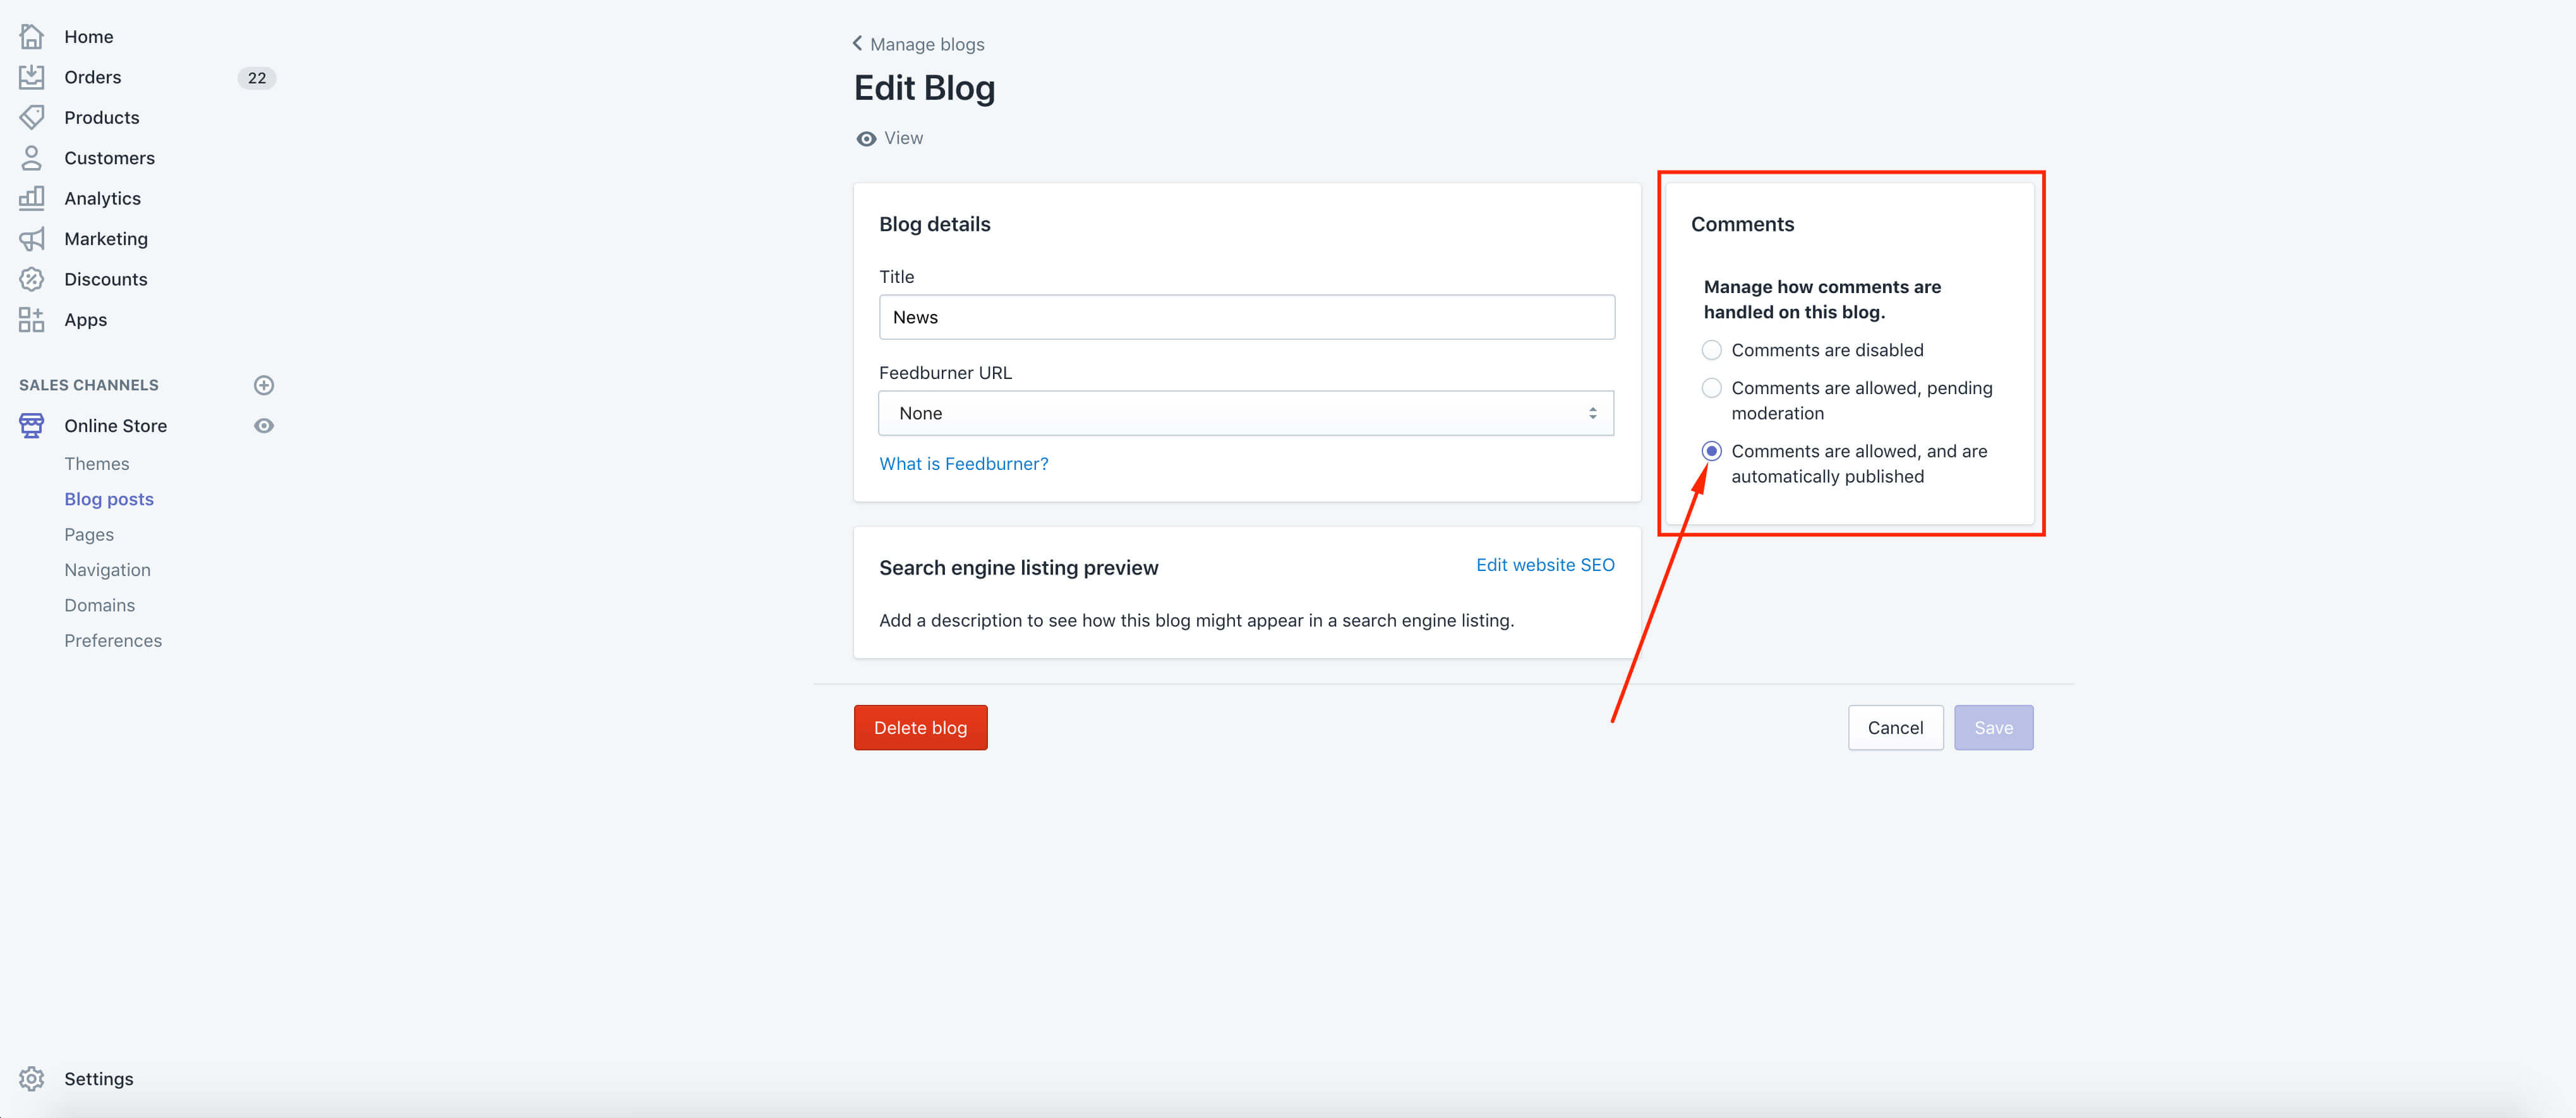 Home
Orders 22
Products
Customers
Analytics
Marketing
Discounts
Apps
SALES CHANNELS
Online Store
Themes
Blog posts
Pages
Navigation
Domains
Preferences
Settings
Manage blogs
Edit Blog
View
Blog details
Title
News
Feedburner URL
None
What is Feedburner?
Search engine listing preview
Edit website SEO
Add a description to see how this blog might appear in a search engine listing.
Comments
Manage how comments are
handled on this blog.
Comments are disabled
Comments are allowed, pending
moderation
Comments are allowed, and are
automatically published
Delete blog
Cancel
Save